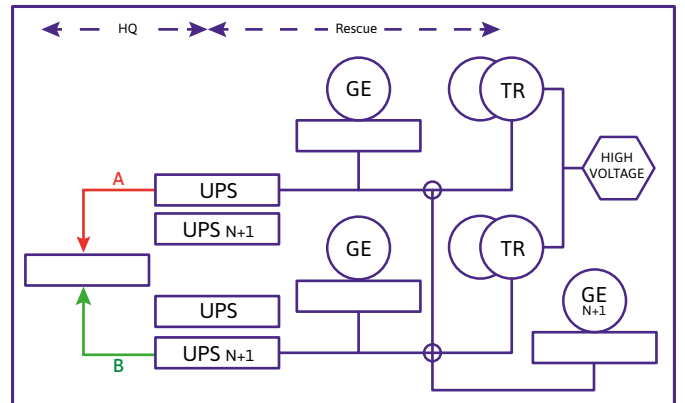 HQ
Rescue
GE
TR
HIGH
VOLTAGE
A
UPS
UPS N+1
GE
TR
UPS
GE
N+1
UPS N+1
B